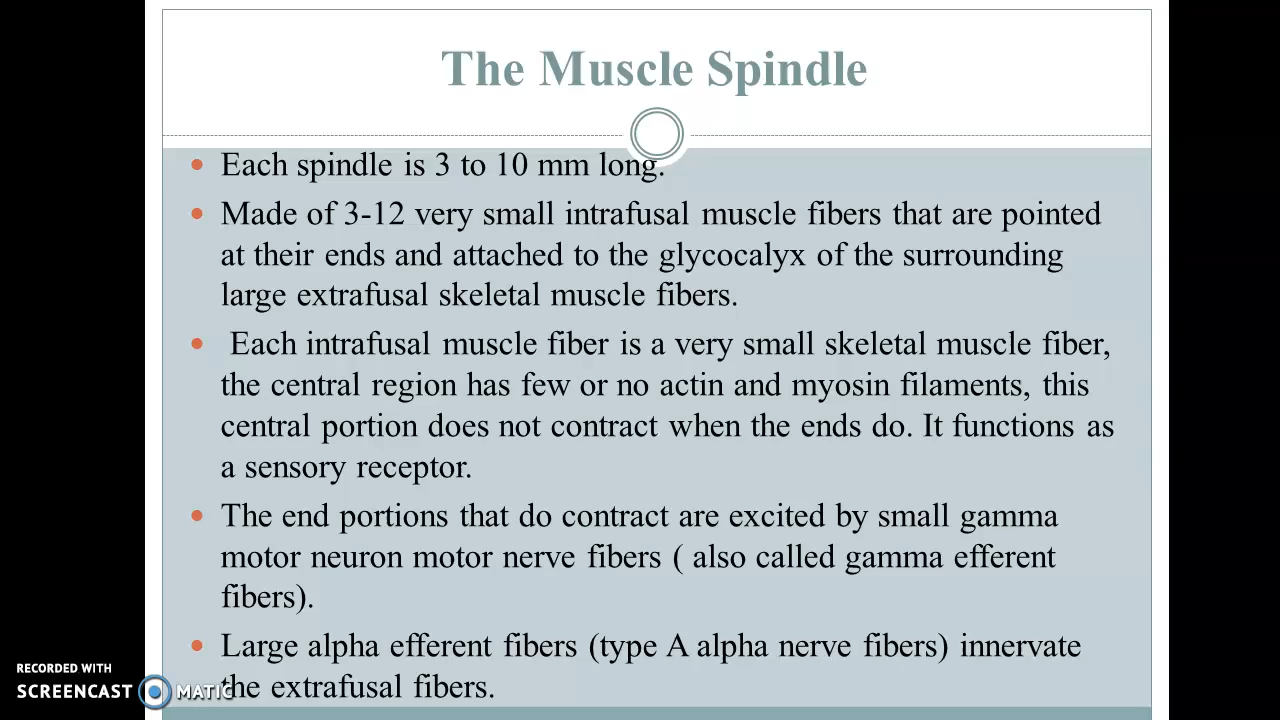 The Muscle Spindle
• Each spindle is 3 to 10 mm long.
• Made of 3-12 very small intrafusal muscle fibers that are pointed
at their ends and attached to the glycocalyx of the surrounding
large extrafusal skeletal muscle fibers.
• Each intrafusal muscle fiber is a very small skeletal muscle fiber,
the central region has few or no actin and myosin filaments, this
central portion does not contract when the ends do. It functions as
a sensory receptor.
• The end portions that do contract are excited by small gamma
motor neuron motor nerve fibers ( also called gamma efferent
fibers).
• Large alpha efferent fibers (type A alpha nerve fibers) innervate
the extrafusal fibers.
RECORDED WITH
SCREENCAST MATIC